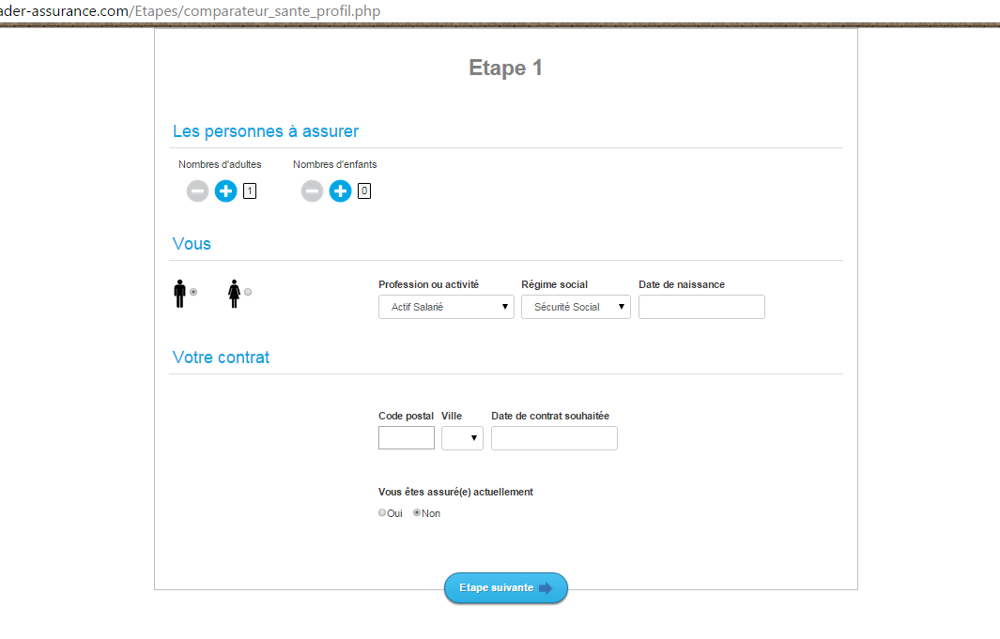 ader-assurance.com/Etapes/comparateur_sante_profil.php
Etape 1
Les personnes à assurer
Nombres d'adultes Nombres d'enfants
1 0
Vous
Profession ou activité Régime social Date de naissance
Actif Salarié Sécurité Social
Votre contrat
Code postal Ville Date de contrat souhaitée
Vous êtes assuré(e) actuellement
Oui Non
Etape suivante